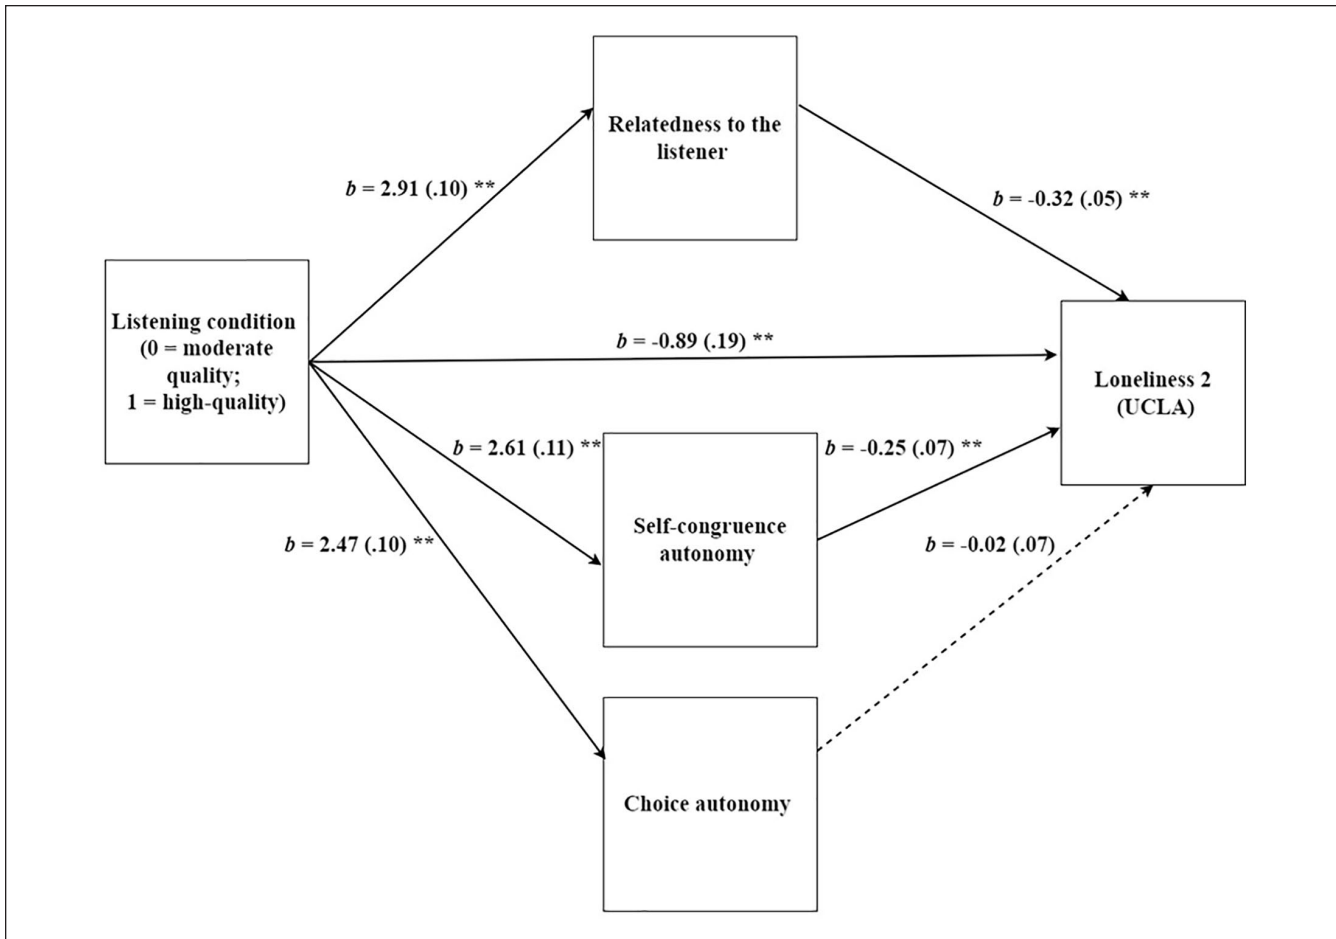 Relatedness to the
listener
b = 2.91 (.10) **
b = -0.32 (.05) **
Listening condition
(0 = moderate
quality;
1 = high-quality)
b = -0.89 (.19) **
Loneliness 2
(UCLA)
b = 2.61 (.11) **
b = -0.25 (.07) **
Self-congruence
autonomy
b = 2.47 (.10) **
b = -0.02 (.07)
Choice autonomy